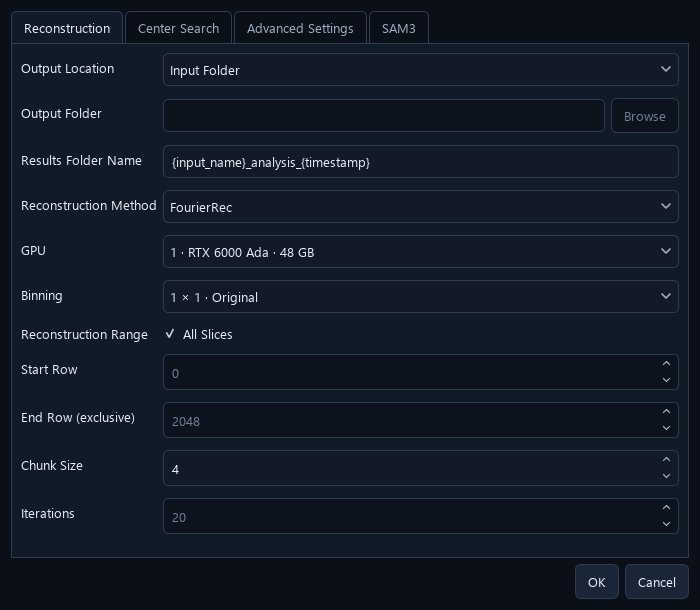 Reconstruction
Center Search
Advanced Settings
SAM3
Output Location
Input Folder
Output Folder
Browse
Results Folder Name
{input_name}_analysis_{timestamp}
Reconstruction Method
FourierRec
GPU
1 · RTX 6000 Ada · 48 GB
Binning
1 × 1 · Original
Reconstruction Range
All Slices
Start Row
0
End Row (exclusive)
2048
Chunk Size
4
Iterations
20
OK
Cancel